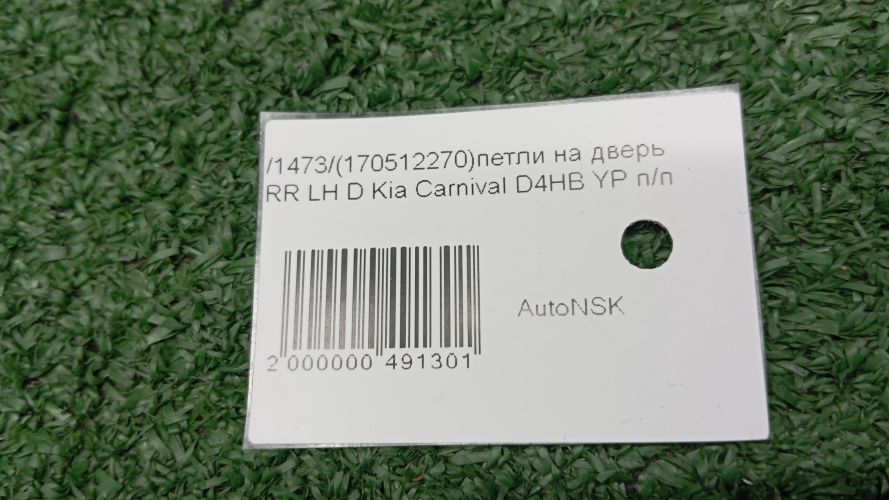 /1473/(170512270)петли на дверь
RR LH D Kia Carnival D4HB YP п/п
AutoNSK
2 000000 491301